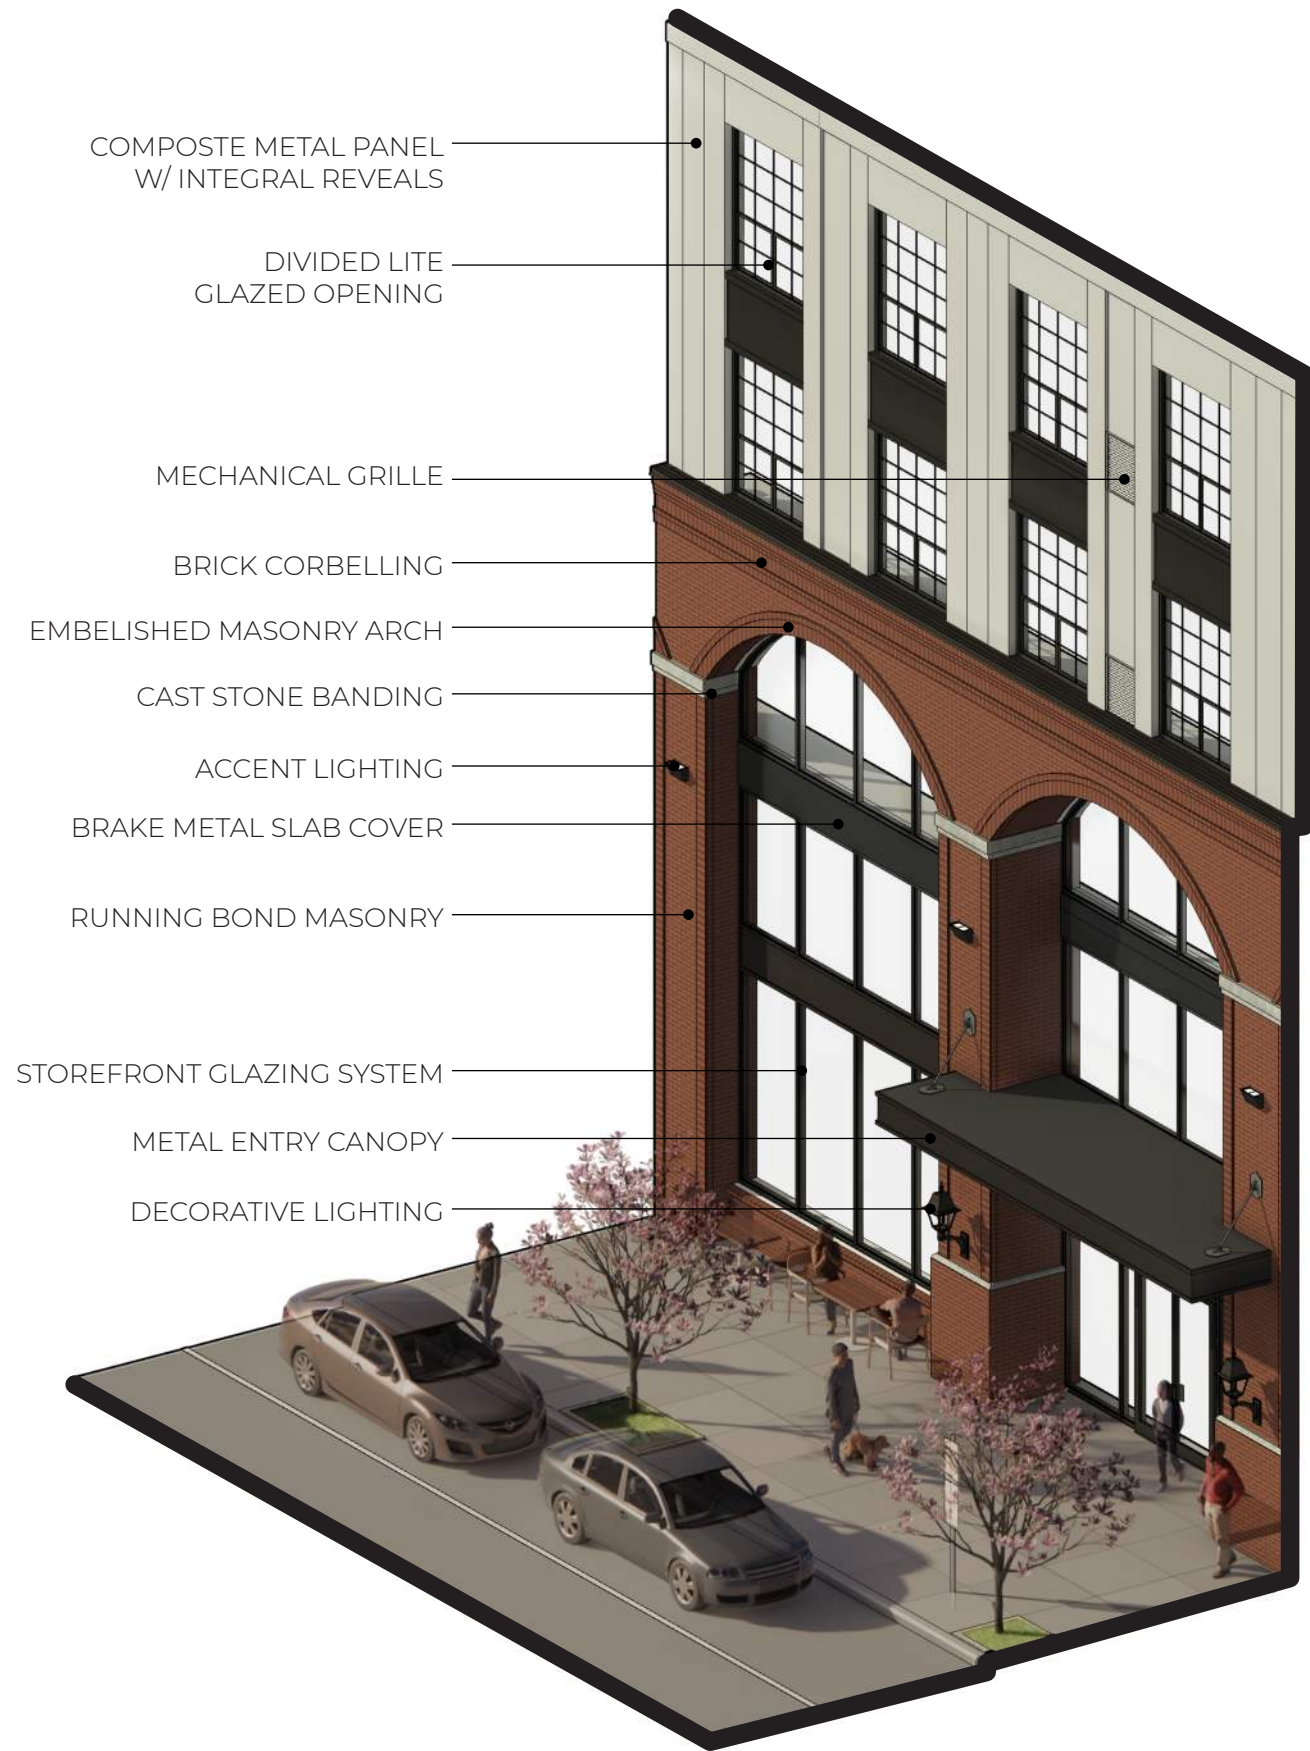 COMPOSTE METAL PANEL
W/ INTEGRAL REVEALS
DIVIDED LITE
GLAZED OPENING
MECHANICAL GRILLE
BRICK CORBELLING
EMBELISHED MASONRY ARCH
CAST STONE BANDING
ACCENT LIGHTING
BRAKE METAL SLAB COVER
RUNNING BOND MASONRY
STOREFRONT GLAZING SYSTEM
METAL ENTRY CANOPY
DECORATIVE LIGHTING